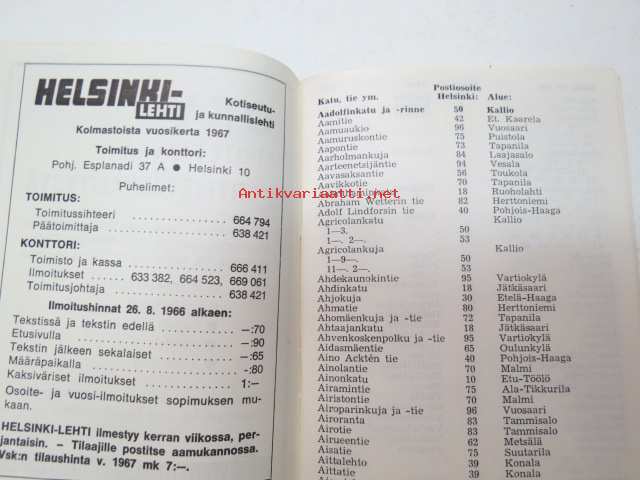 HELSINKI-
LEHTI
Kotiseutu-
ja kunnallislehti
Kolmastoista vuosikerta 1967
Toimitus ja konttori:
Pohj. Esplanadi 37 A ● Helsinki 10
Puhelimet:
TOIMITUS:
Toimitussihteeri .................. 664 794
Päätoimittaja .................. 638 421
KONTTORI:
Toimisto ja kassa .................. 666 411
Ilmoitukset ...... 633 382, 664 523, 669 061
Toimitusjohtaja .................. 638 421
Ilmoitushinnat 26. 8. 1966 alkaen:
Tekstissä ja tekstin edellä ........ —:70
Etusivulla .................. —:90
Tekstin jälkeen sekalaiset ........ —:65
Määräpaikalla .................. -:80
Kaksiväriset ilmoitukset ........ 1:—
Osoite- ja vuosi-ilmoitukset sopimuksen mu-
kaan.
HELSINKI-LEHTI ilmestyy kerran viikossa, per-
jantaisin. – Tilaajille postitse aamukannossa.
Vsk:n tilaushinta v. 1967 mk 7:—.
Antikvariaatti.net
Postiosoite
Katu, tie ym. Helsinki: Alue:
Aadolfinkatu ja -rinne 50 Kallio
Aamitie 42 Et. Kaarela
Aamuaukio 96 Vuosaari
Aamuruskontie 75 Puistola
Aapontie 73 Tapanila
Aarholmankuja 84 Laajasalo
Aarteenetsijäntie 94 Vesala
Aavasaksantie 56 Toukola
Aavikkotie 73 Tapanila
18 Ruoholahti
Abraham Wetterin tie 82 Herttoniemi
Adolf Lindforsin tie 40 Pohjois-Haaga
Agricolankatu Kallio
1—3. 50
1—. 2—. 53
Agricolankuja Kallio
1—9—. 50
11—. 2—. 53
Ahdekaunokintie 95 Vartiokylä
Ahdinkatu 18 Jätkäsaari
Ahjokuja 30 Etelä-Haaga
Ahmatie 80 Herttoniemi
Ahomäenkuja ja -tie 72 Tapanila
Ahtaajankatu 18 Jätkäsaari
Ahvenkoskenpolku ja -tie 95 Vartiokylä
Aidasmäentie 65 Oulunkylä
Aino Acktén tie 40 Pohjois-Haaga
Ainolantie 70 Malmi
Ainonkatu 10 Etu-Töölö
Airamintie 75 Ala-Tikkurila
Airistontie 70 Malmi
Airoparinkuja ja -tie 96 Vuosaari
Airoranta 83 Tammisalo
Airotie 83 Tammisalo
Airueentie 62 Metsälä
Aisatie 75 Suutarila
Aittalehto 39 Konala
Aittatie 39 Konala